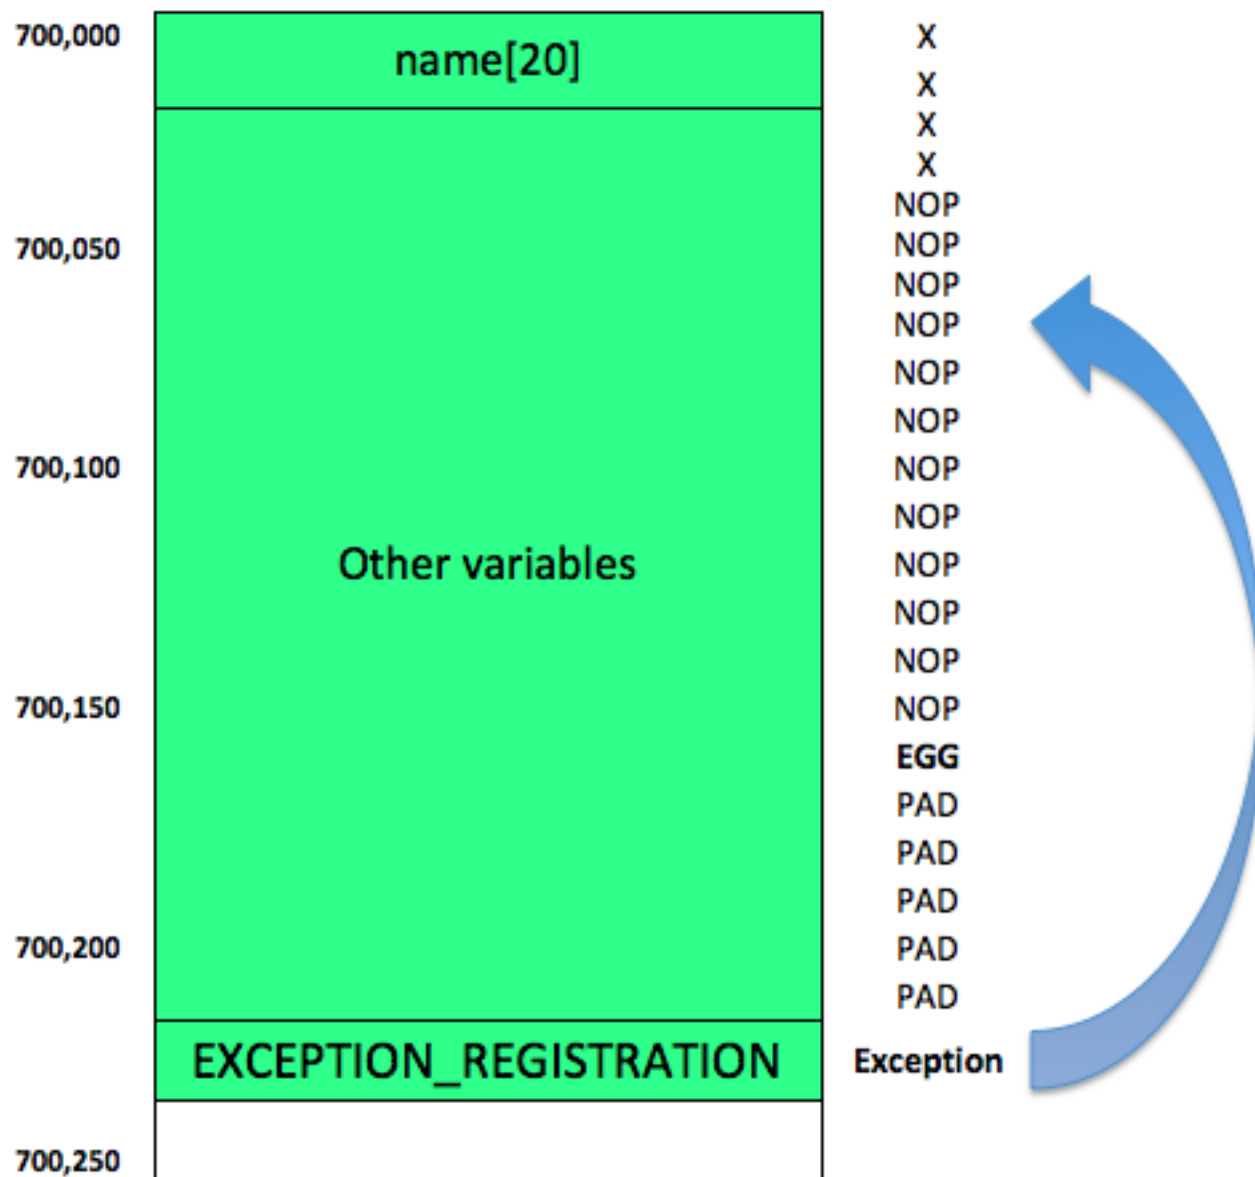 700,000
name[20]
X
X
X
X
NOP
700,050
NOP
NOP
NOP
NOP
NOP
700,100
NOP
NOP
Other variables
NOP
NOP
NOP
700,150
NOP
EGG
PAD
PAD
PAD
700,200
PAD
PAD
EXCEPTION_REGISTRATION
Exception
700,250